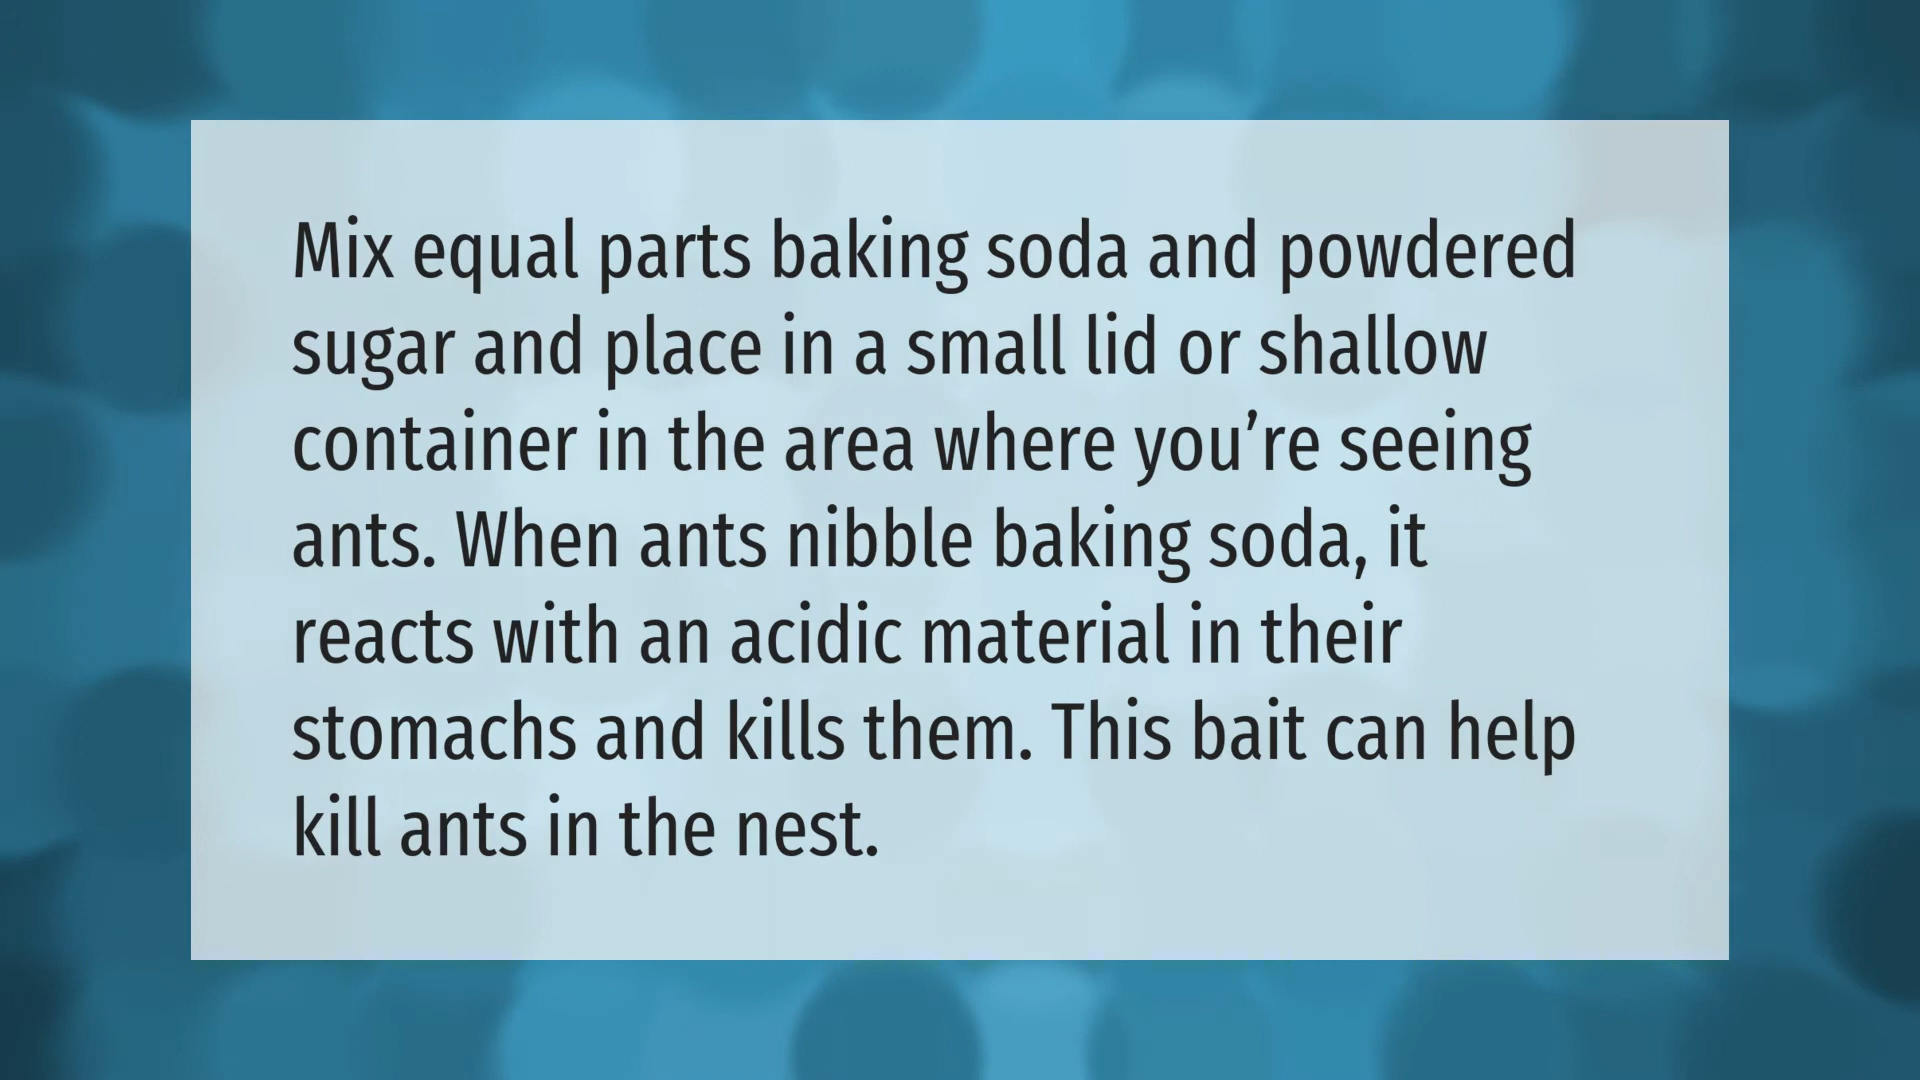 Mix equal parts baking soda and powdered
sugar and place in a small lid or shallow
container in the area where you’re seeing
ants. When ants nibble baking soda, it
reacts with an acidic material in their
stomachs and kills them. This bait can help
kill ants in the nest.